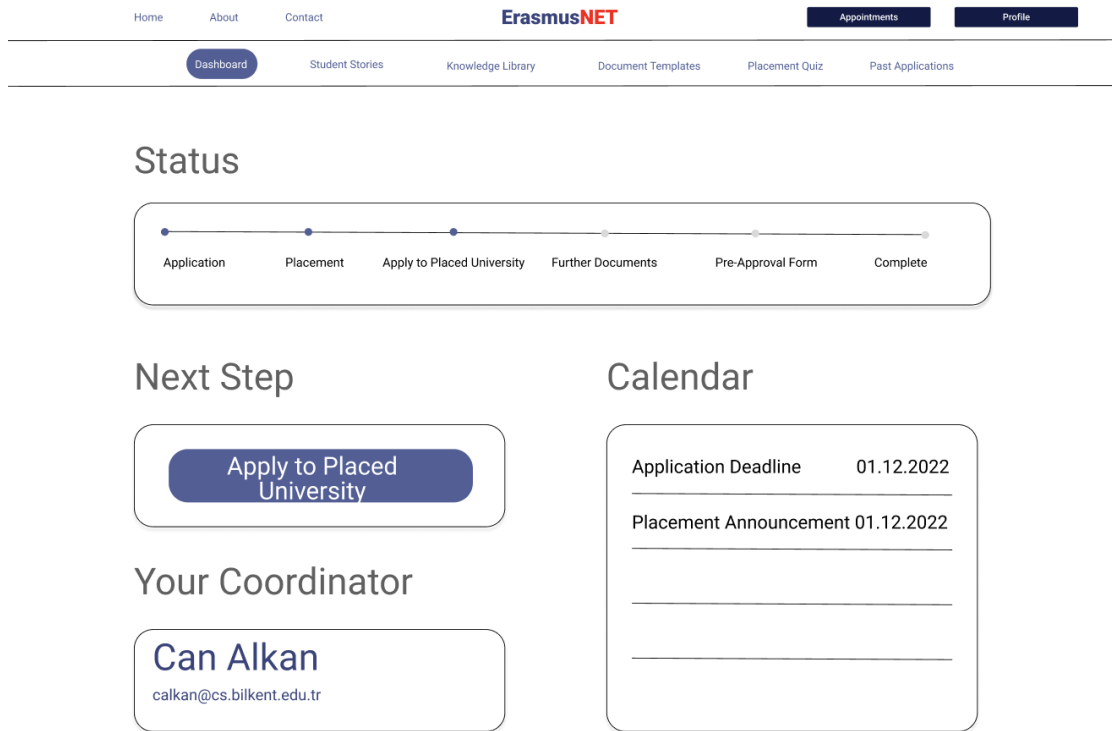 Home About Contact ErasmusNET Appointments Profile
Dashboard Student Stories Knowledge Library Document Templates Placement Quiz Past Applications
Status
Application Placement Apply to Placed University Further Documents Pre-Approval Form Complete
Next Step
Apply to Placed
University
Your Coordinator
Can Alkan
calkan@cs.bilkent.edu.tr
Calendar
Application Deadline 01.12.2022
Placement Announcement 01.12.2022